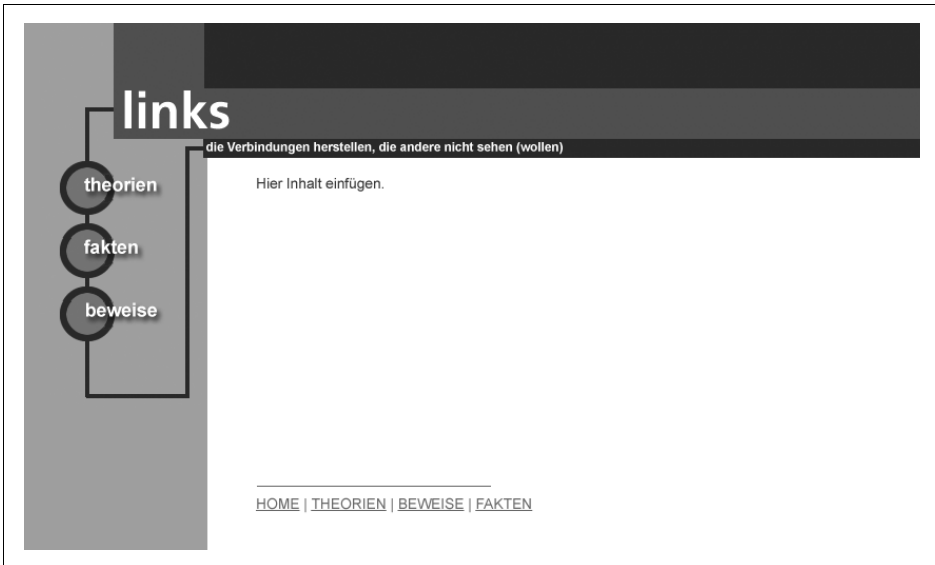 links
die Verbindungen herstellen, die andere nicht sehen (wollen)
theorien
fakten
beweise
Hier Inhalt einfügen.
HOME | THEORIEN | BEWEISE | FAKTEN